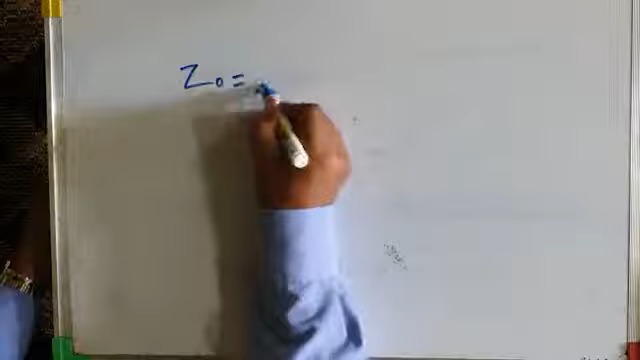 Z₀ =